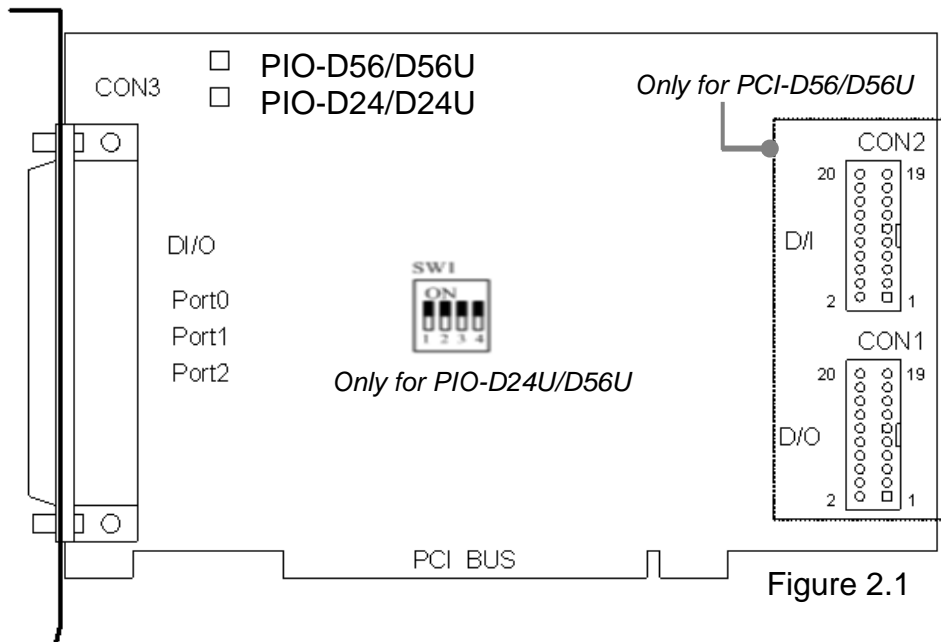 PIO-D56/D56U
PIO-D24/D24U
CON3
Only for PCI-D56/D56U
CON2
20
19
D/I
2
1
DI/O
Port0
Port1
Port2
SW1
ON
1 2 3 4
Only for PIO-D24U/D56U
CON1
20
19
D/O
2
1
PCI BUS
Figure 2.1